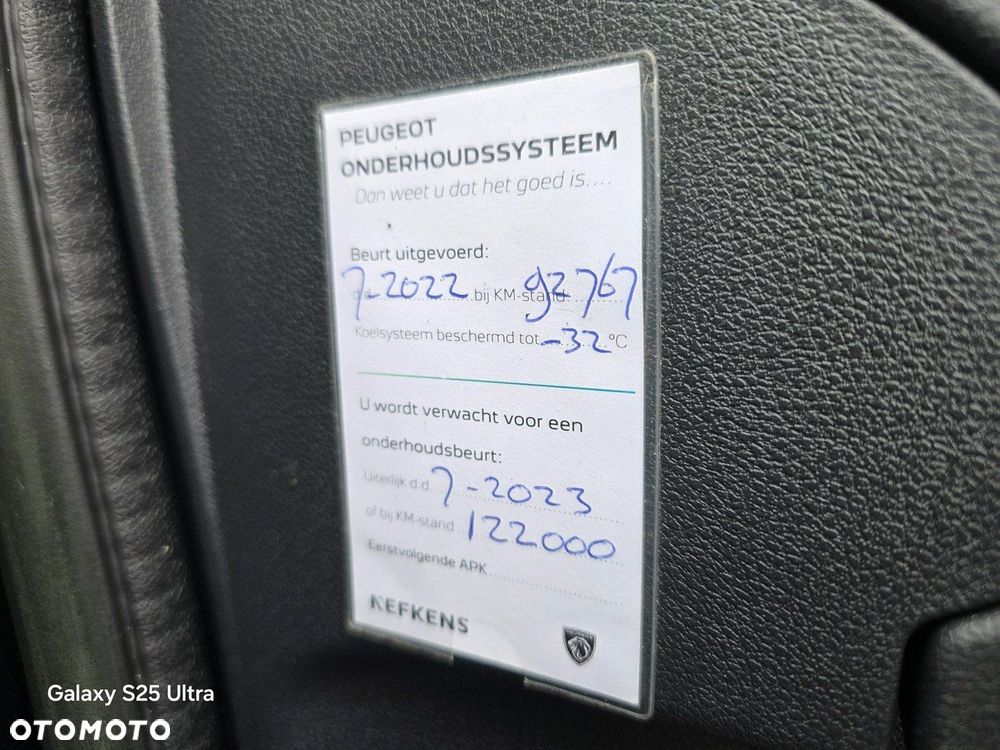 PEUGEOT
ONDERHOUDSSYSTEEM
Dan weet u dat het goed is....
Beurt uitgevoerd:
7-2022 bij KM-stand 92767
Koelsysteem beschermd tot -32 °C
U wordt verwacht voor een
onderhoudsbeurt:
Uiterlijk d.d. 7-2023
of bij KM-stand 122000
Eerstvolgende APK
NEFKENS
Galaxy S25 Ultra
OTOMOTO